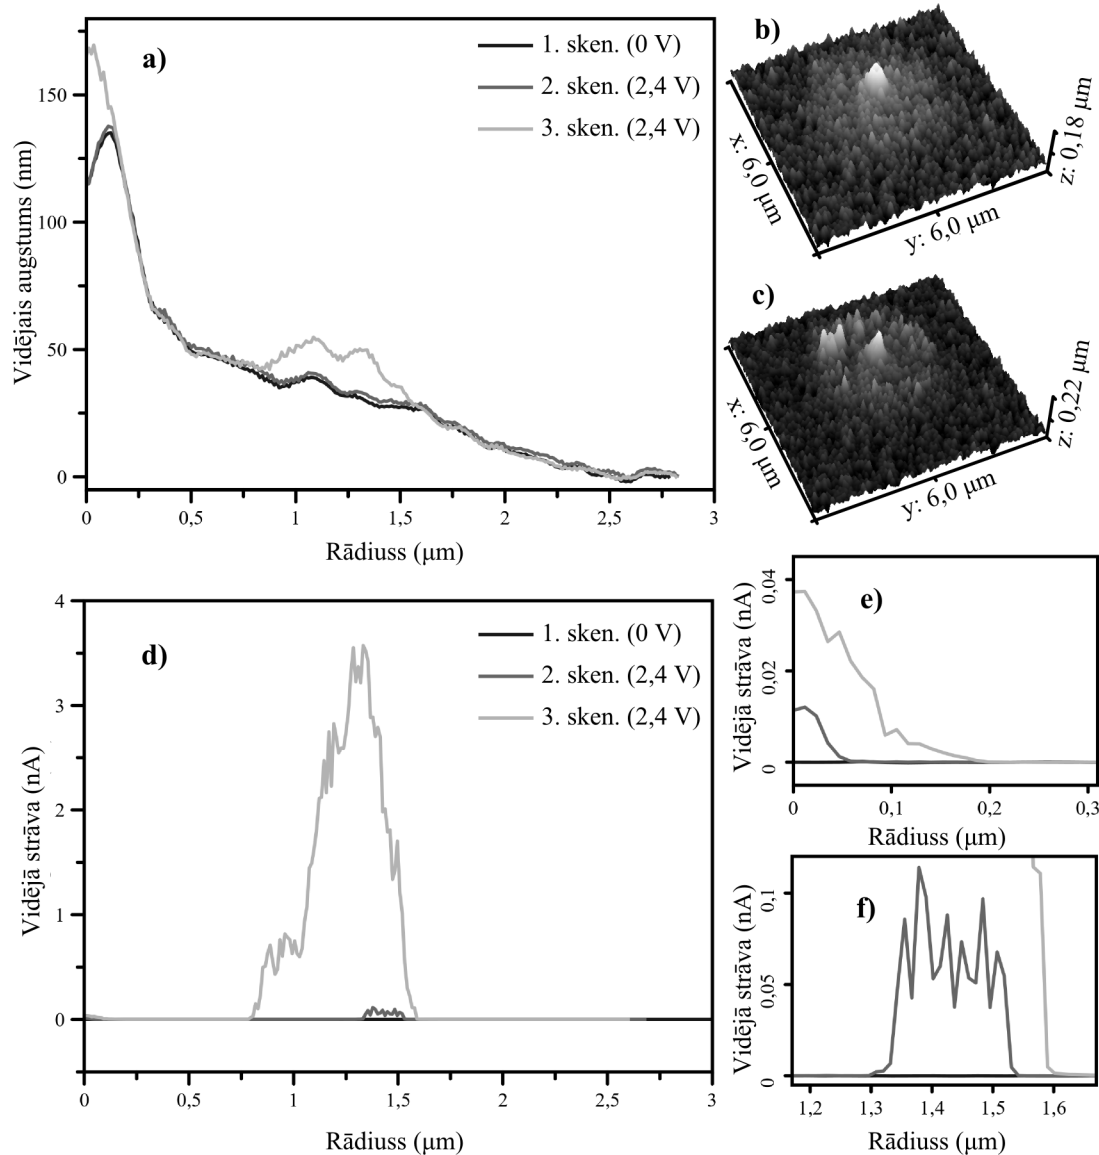 a)
1. sken. (0 V)
2. sken. (2,4 V)
3. sken. (2,4 V)
150
100
50
0
Vidējais augstums (nm)
0
0,5
1
1,5
2
2,5
3
Rādiuss (μm)
b)
x: 6,0 μm
y: 6,0 μm
z: 0,18 μm
c)
x: 6,0 μm
y: 6,0 μm
z: 0,22 μm
d)
1. sken. (0 V)
2. sken. (2,4 V)
3. sken. (2,4 V)
4
3
2
1
0
Vidējā strāva (nA)
0
0,5
1
1,5
2
2,5
3
Rādiuss (μm)
e)
0,04
0,02
0
Vidējā strāva (nA)
0
0,1
0,2
0,3
Rādiuss (μm)
f)
0,1
0,05
0
Vidējā strāva (nA)
1,2
1,3
1,4
1,5
1,6
Rādiuss (μm)